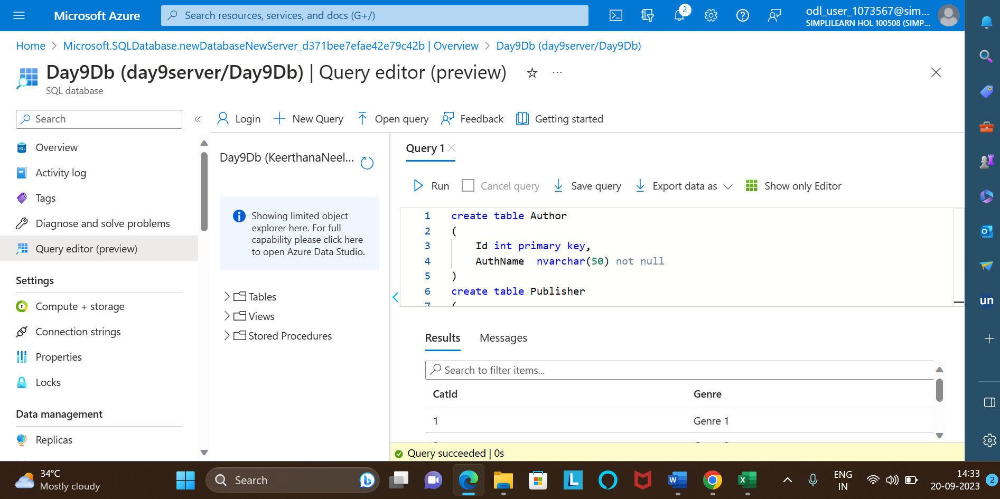 Microsoft Azure
Search resources, services, and docs (G+/)
2
odl_user_1073567@sim...
SIMPLILEARN HOL 100508 (SIMP...
Home > Microsoft.SQLDatabase.newDatabaseNewServer_d371bee7efae42e79c42b | Overview > Day9Db (day9server/Day9Db)
Day9Db (day9server/Day9Db) | Query editor (preview)
SQL database
Search
Overview
Activity log
Tags
Diagnose and solve problems
Query editor (preview)
Settings
Compute + storage
Connection strings
Properties
Locks
Data management
Replicas
Login
New Query
Open query
Feedback
Getting started
Day9Db (KeerthanaNeel...
Showing limited object
explorer here. For full
capability please click here
to open Azure Data Studio.
Tables
Views
Stored Procedures
Query 1
Run
Cancel query
Save query
Export data as
Show only Editor
1 create table Author
2 (
3 Id int primary key,
4 AuthName nvarchar(50) not null
5 )
6 create table Publisher
7 (
Results
Messages
Search to filter items...
CatId Genre
1 Genre 1
Query succeeded | 0s
un
34°C
Mostly cloudy
Search
ENG
IN
14:33
20-09-2023
2